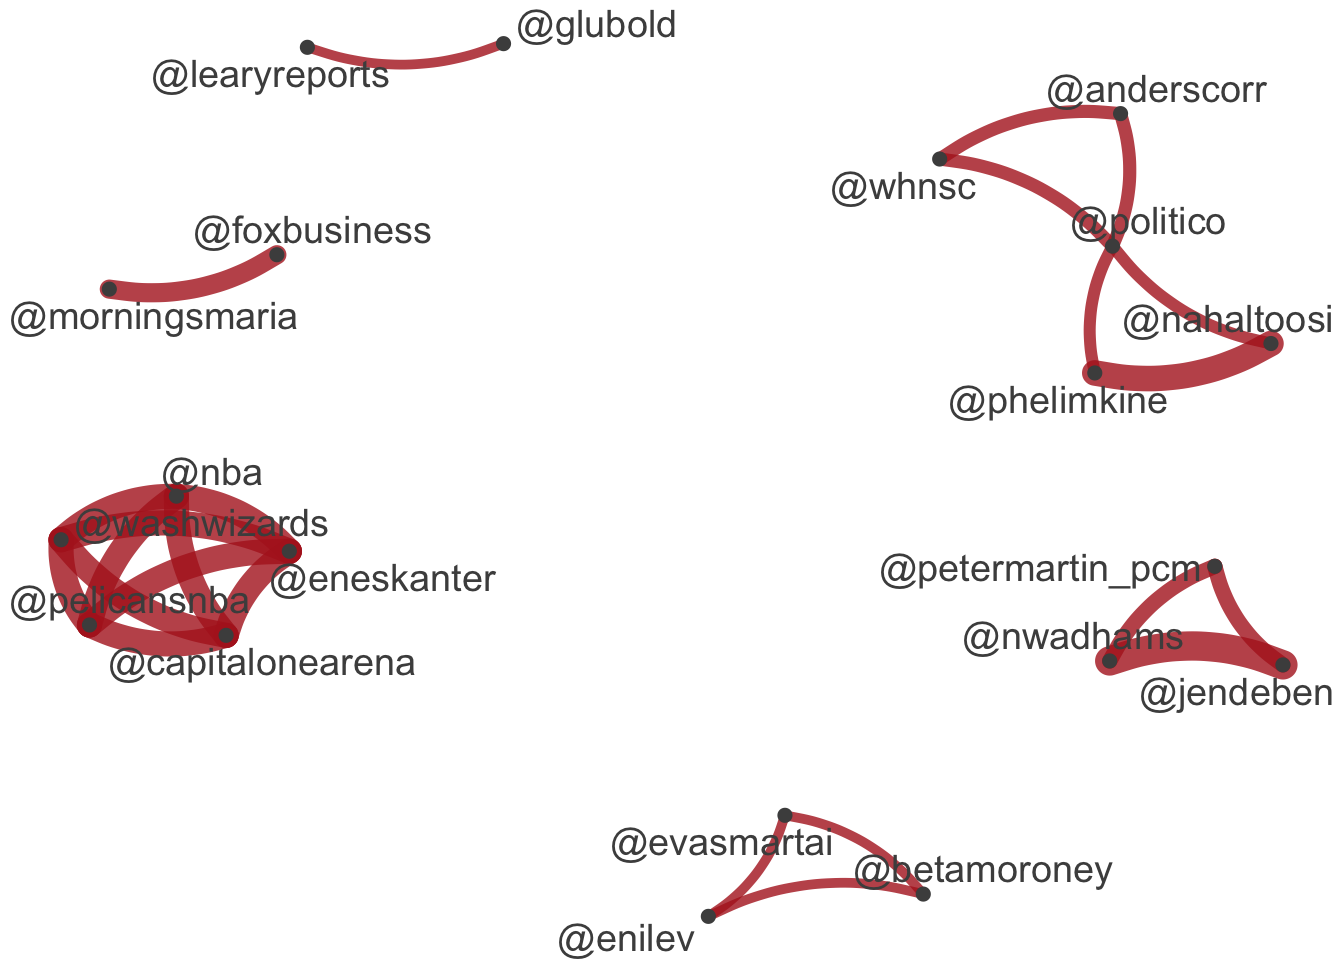 @glubold
@learyreports
@anderscorr
@whnsc
@politico
@foxbusiness
@morningsmaria
@nahaltoosi
@phelimkine
@nba
@washwizards
@eneskanter
@pelicansnba
@capitalonearena
@petermartin_pcm
@nwadhams
@jendeben
@evasmartai
@betamoroney
@enilev